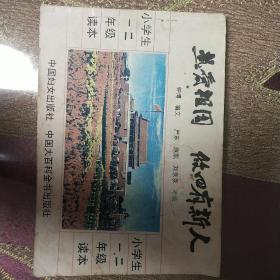 热爱祖国 做四有新人
小学生
一二
年级
读本
小学生
一二
年级
读本
中国妇女出版社 中国大百科全书出版社